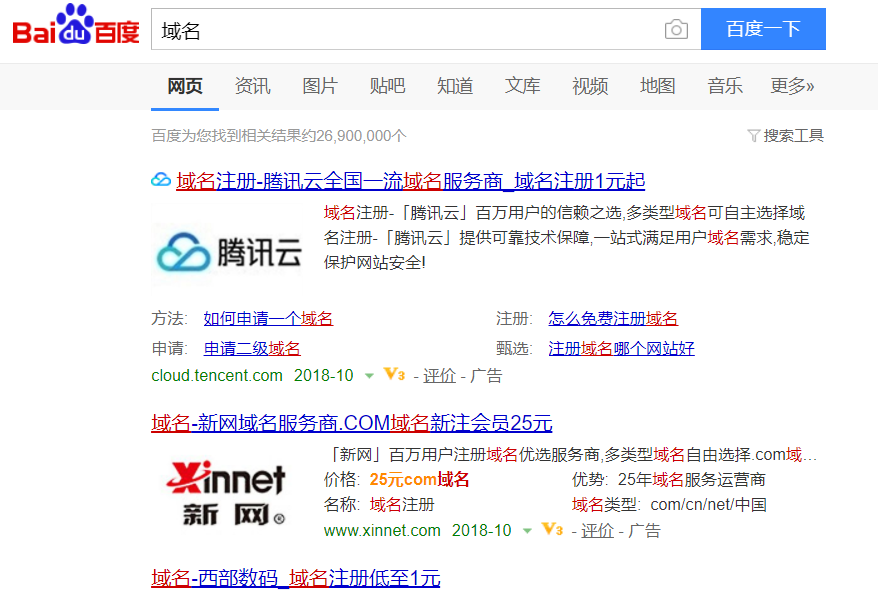 Bai du 百度
域名
百度一下
网页 资讯 图片 贴吧 知道 文库 视频 地图 音乐 更多»
百度为您找到相关结果约26,900,000个 搜索工具
域名注册-腾讯云全国一流域名服务商_域名注册1元起
域名注册-「腾讯云」百万用户的信赖之选,多类型域名可自主选择域
名注册-「腾讯云」提供可靠技术保障,一站式满足用户域名需求,稳定
保护网站安全!
腾讯云
方法: 如何申请一个域名 注册: 怎么免费注册域名
申请: 申请二级域名 甄选: 注册域名哪个网站好
cloud.tencent.com 2018-10 V3 - 评价 - 广告
域名-新网域名服务商.COM域名新注会员25元
「新网」百万用户注册域名优选服务商,多类型域名自由选择.com域...
Xinnet
新 网®
价格: 25元com域名 优势: 25年域名服务运营商
名称: 域名注册 域名类型: com/cn/net/中国
www.xinnet.com 2018-10 V3 - 评价 - 广告
域名-西部数码_域名注册低至1元